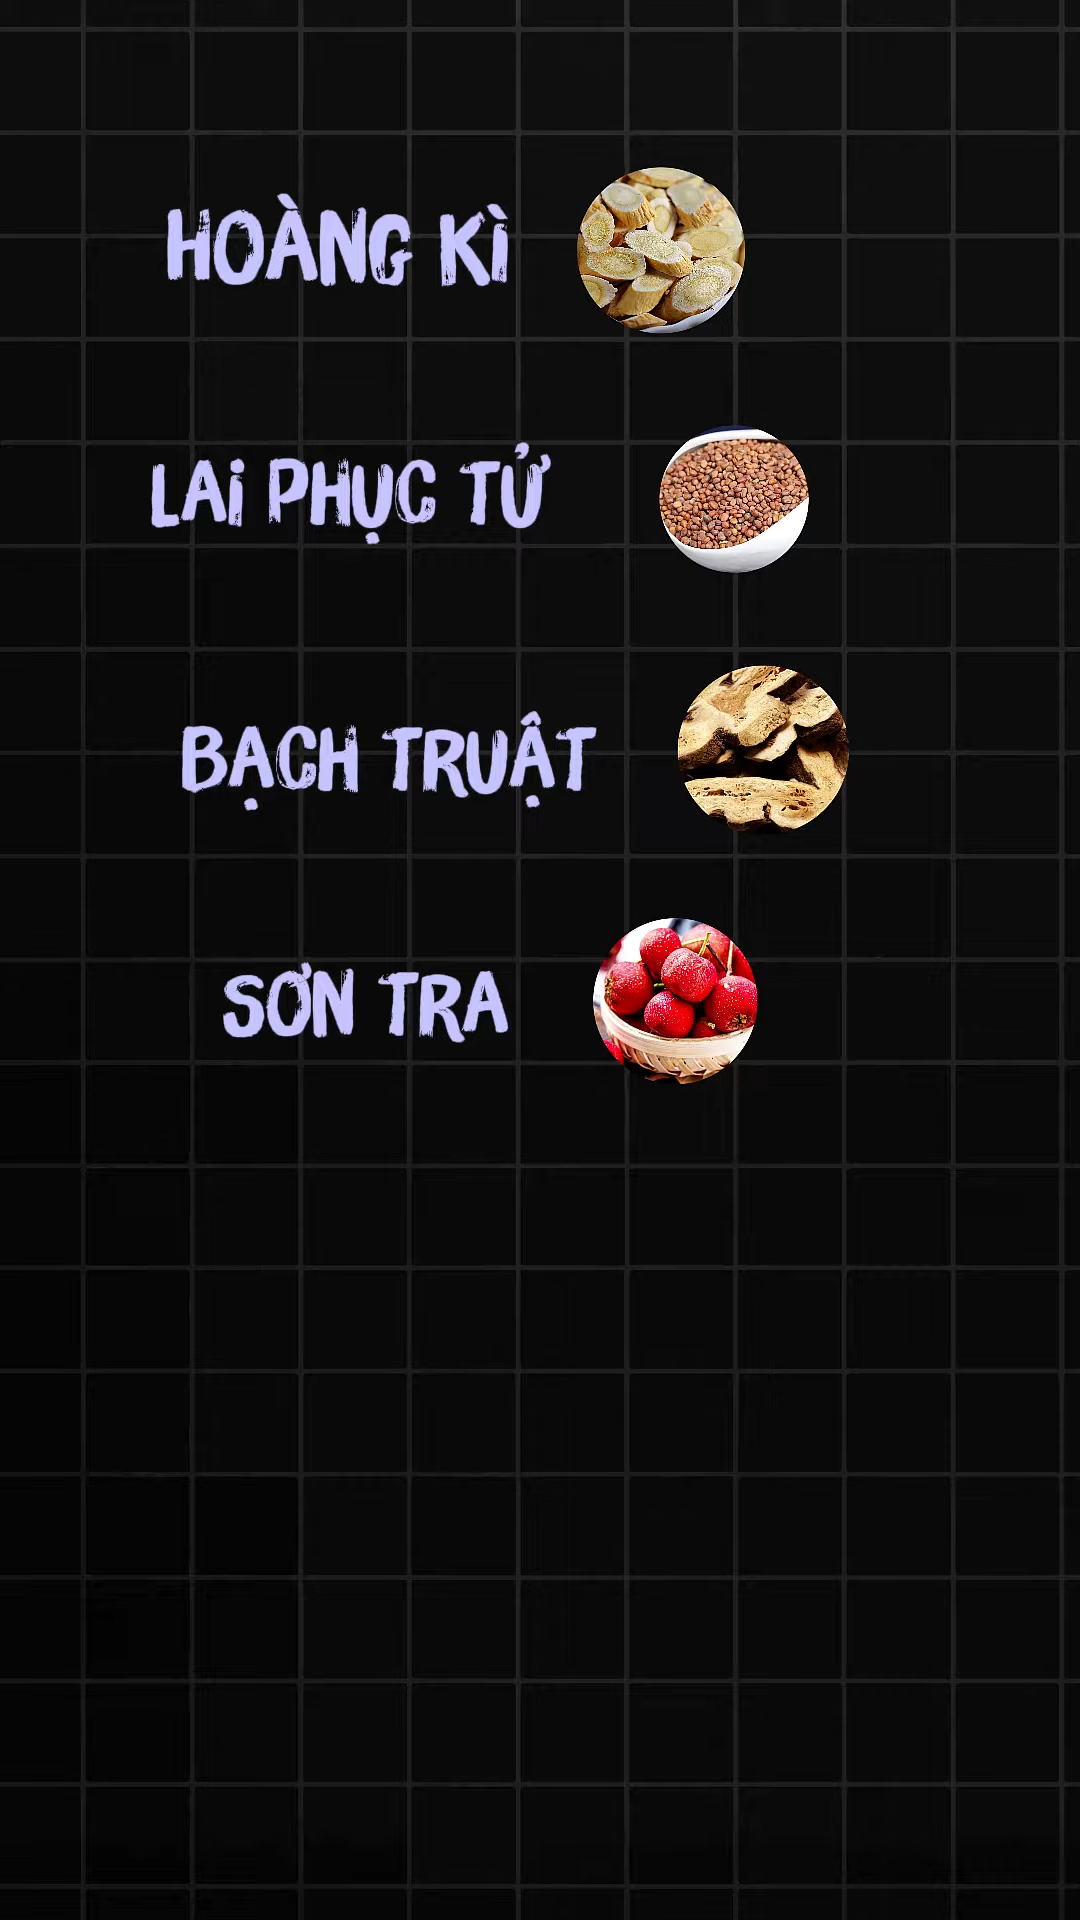 HOÀNG KÌ
LAI PHỤC TỬ
BẠCH TRUẬT
SƠN TRA